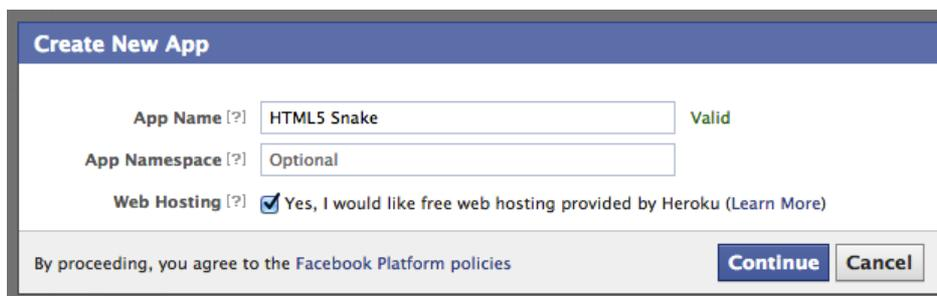 Create New App
App Name [?] HTML5 Snake Valid
App Namespace [?] Optional
Web Hosting [?] Yes, I would like free web hosting provided by Heroku (Learn More)
By proceeding, you agree to the Facebook Platform policies Continue Cancel